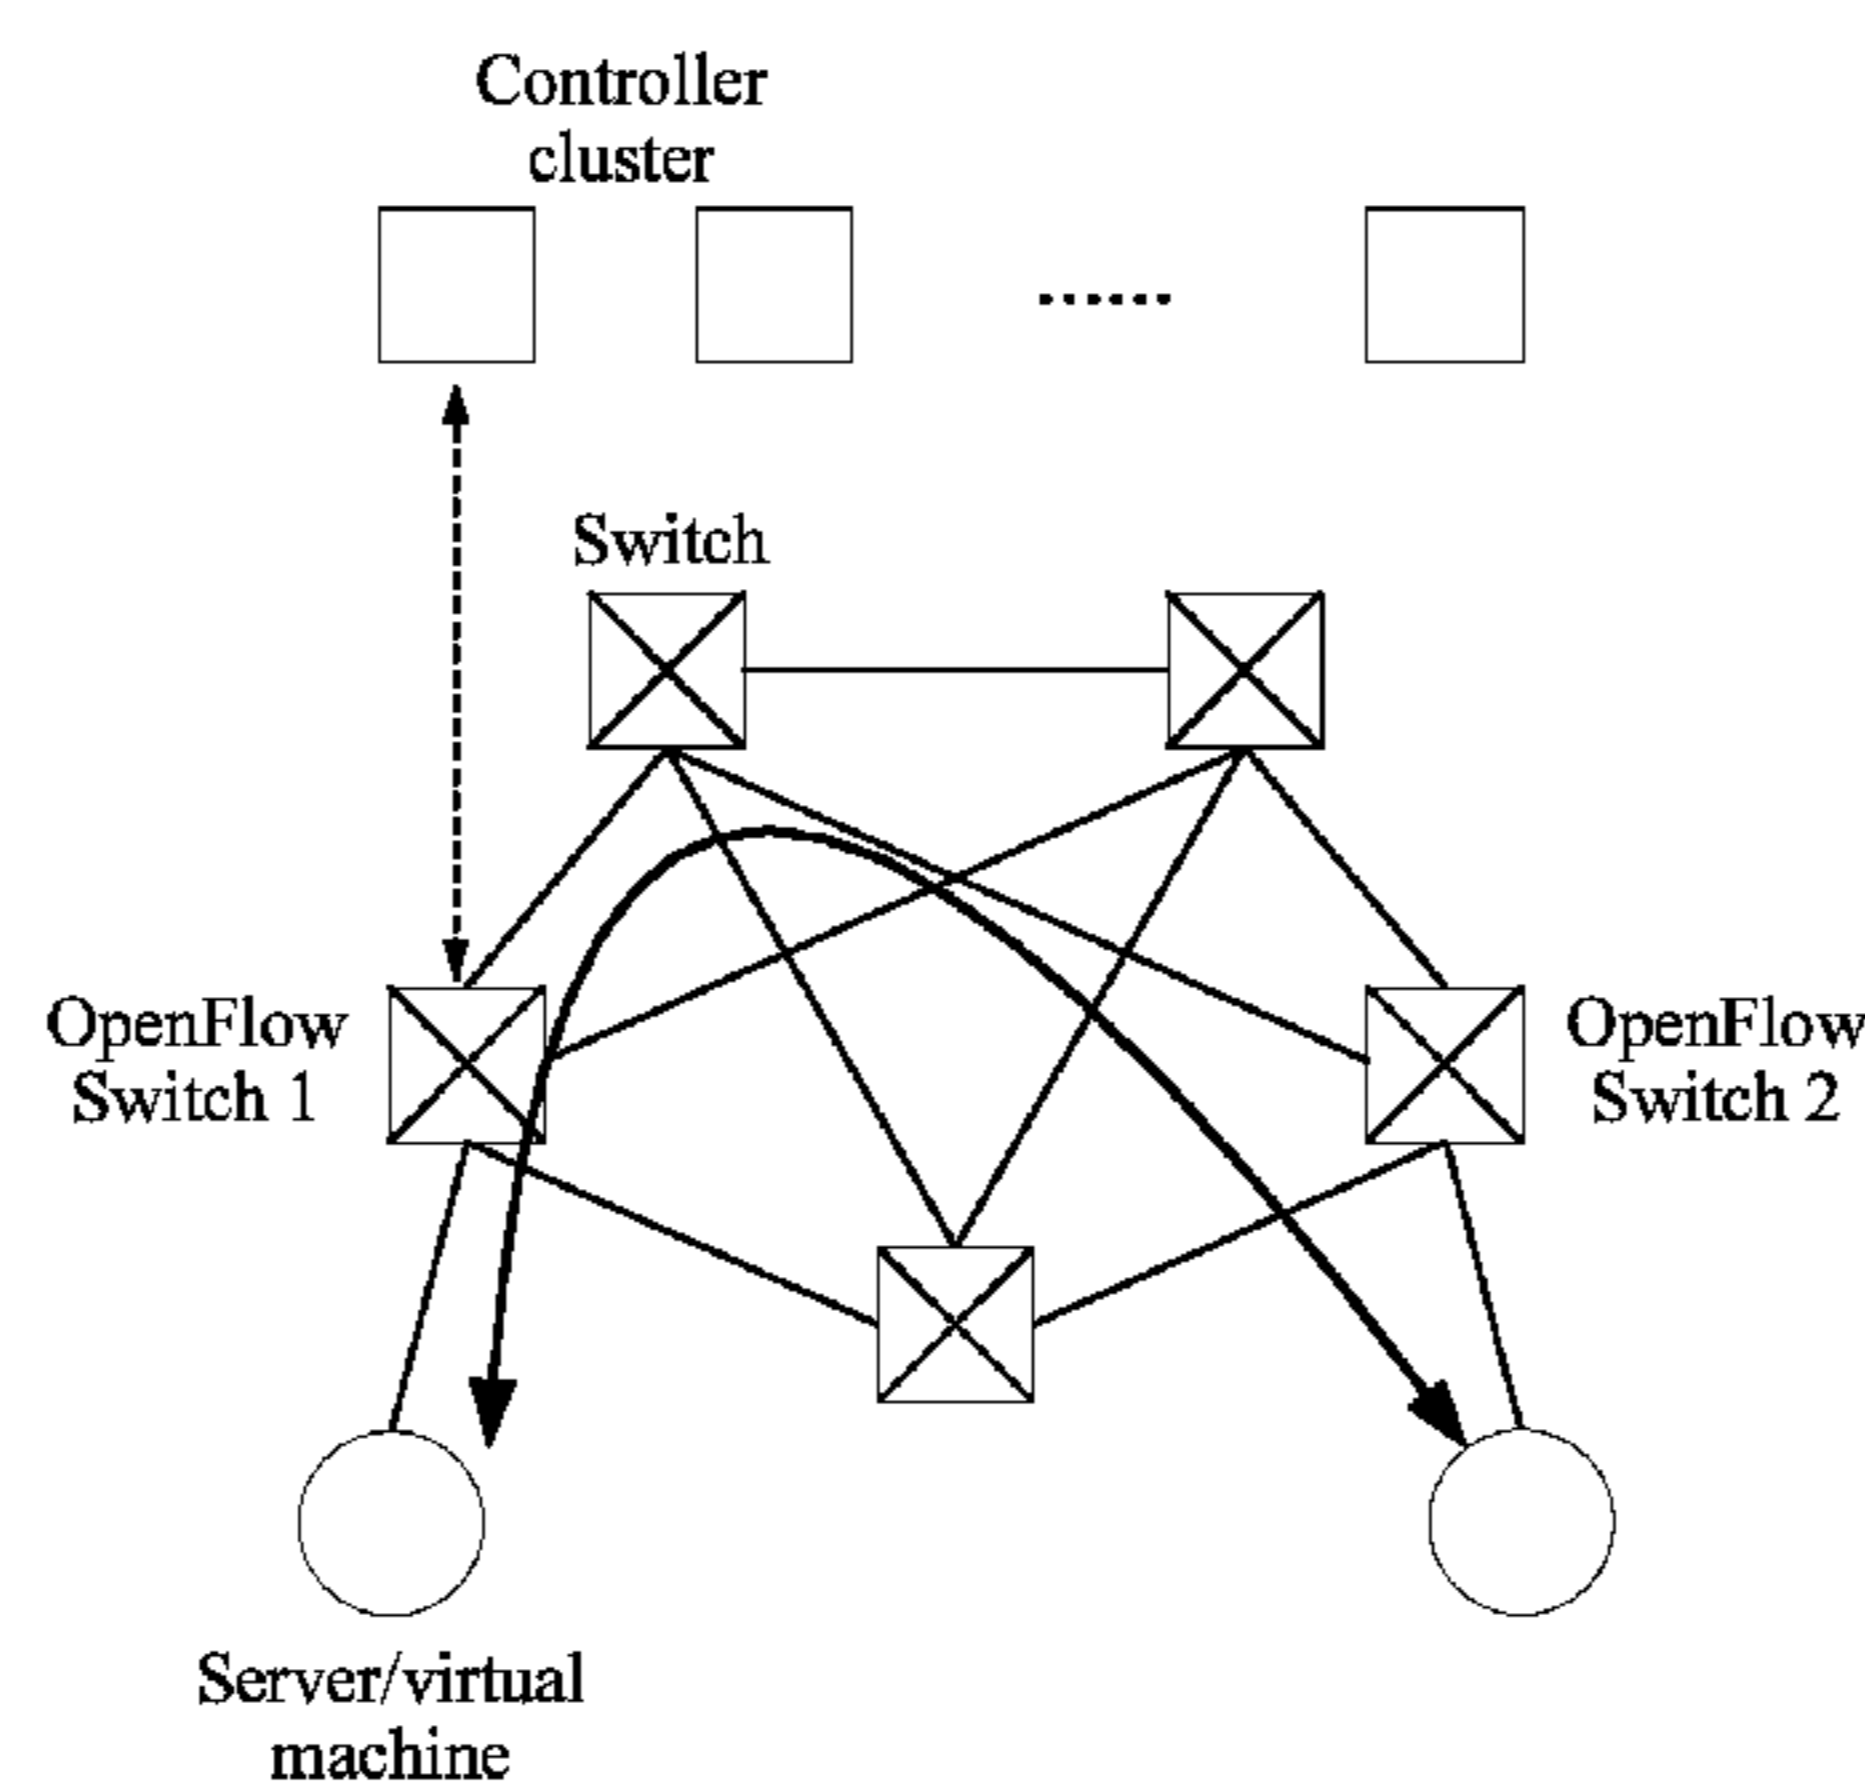 Controller
cluster
......
Switch
OpenFlow
Switch 1
OpenFlow
Switch 2
Server/virtual
machine